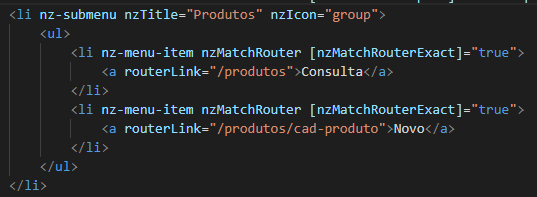 <li nz-submenu nzTitle="Produtos" nzIcon="group">
<ul>
<li nz-menu-item nzMatchRouter [nzMatchRouterExact]="true">
<a routerLink="/produtos">Consulta</a>
</li>
<li nz-menu-item nzMatchRouter [nzMatchRouterExact]="true">
<a routerLink="/produtos/cad-produto">Novo</a>
</li>
</ul>
</li>